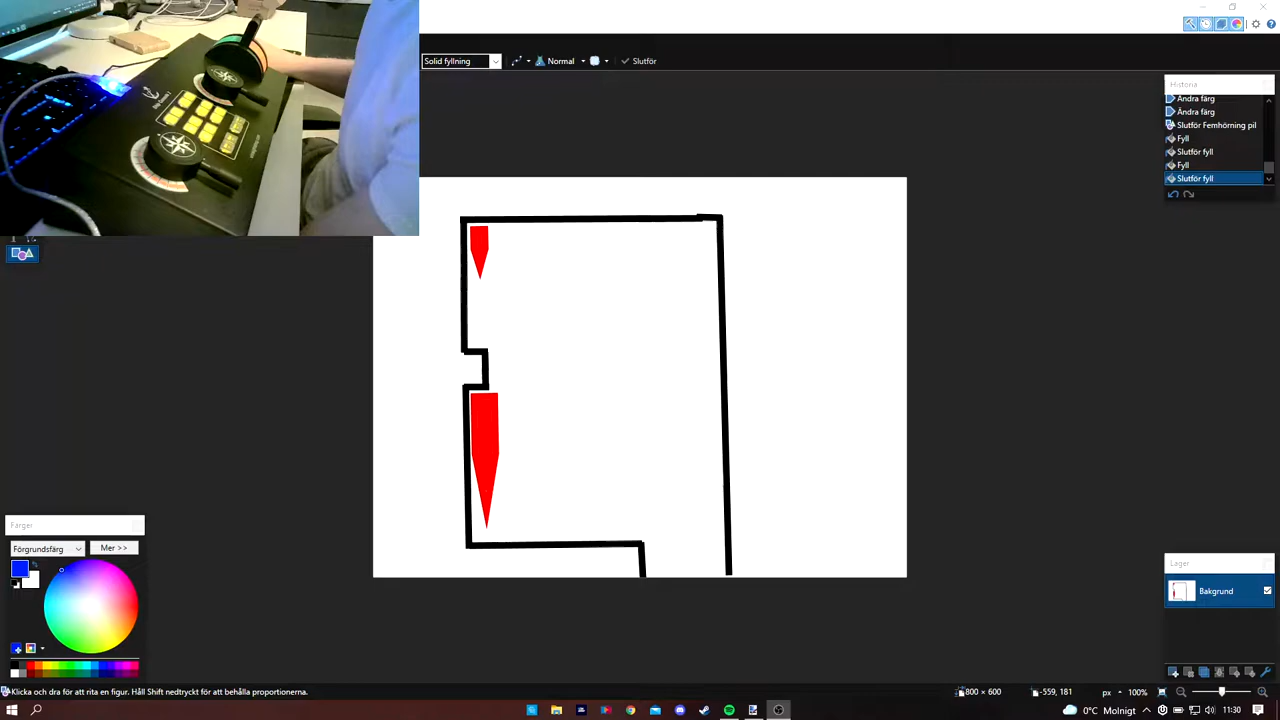 Solid fyllning
Normal
Slutför
Historia
Ändra färg
Ändra färg
Slutför Femhörning pil
Fyll
Slutför fyll
Fyll
Slutför fyll
Färger
Förgrundsfärg
Mer >>
Lager
Bakgrund
Klicka och dra för att rita en figur. Håll Shift nedtryckt för att behålla proportionerna.
800 × 600
-559, 181
px
100%
0°C Molnigt
11:30